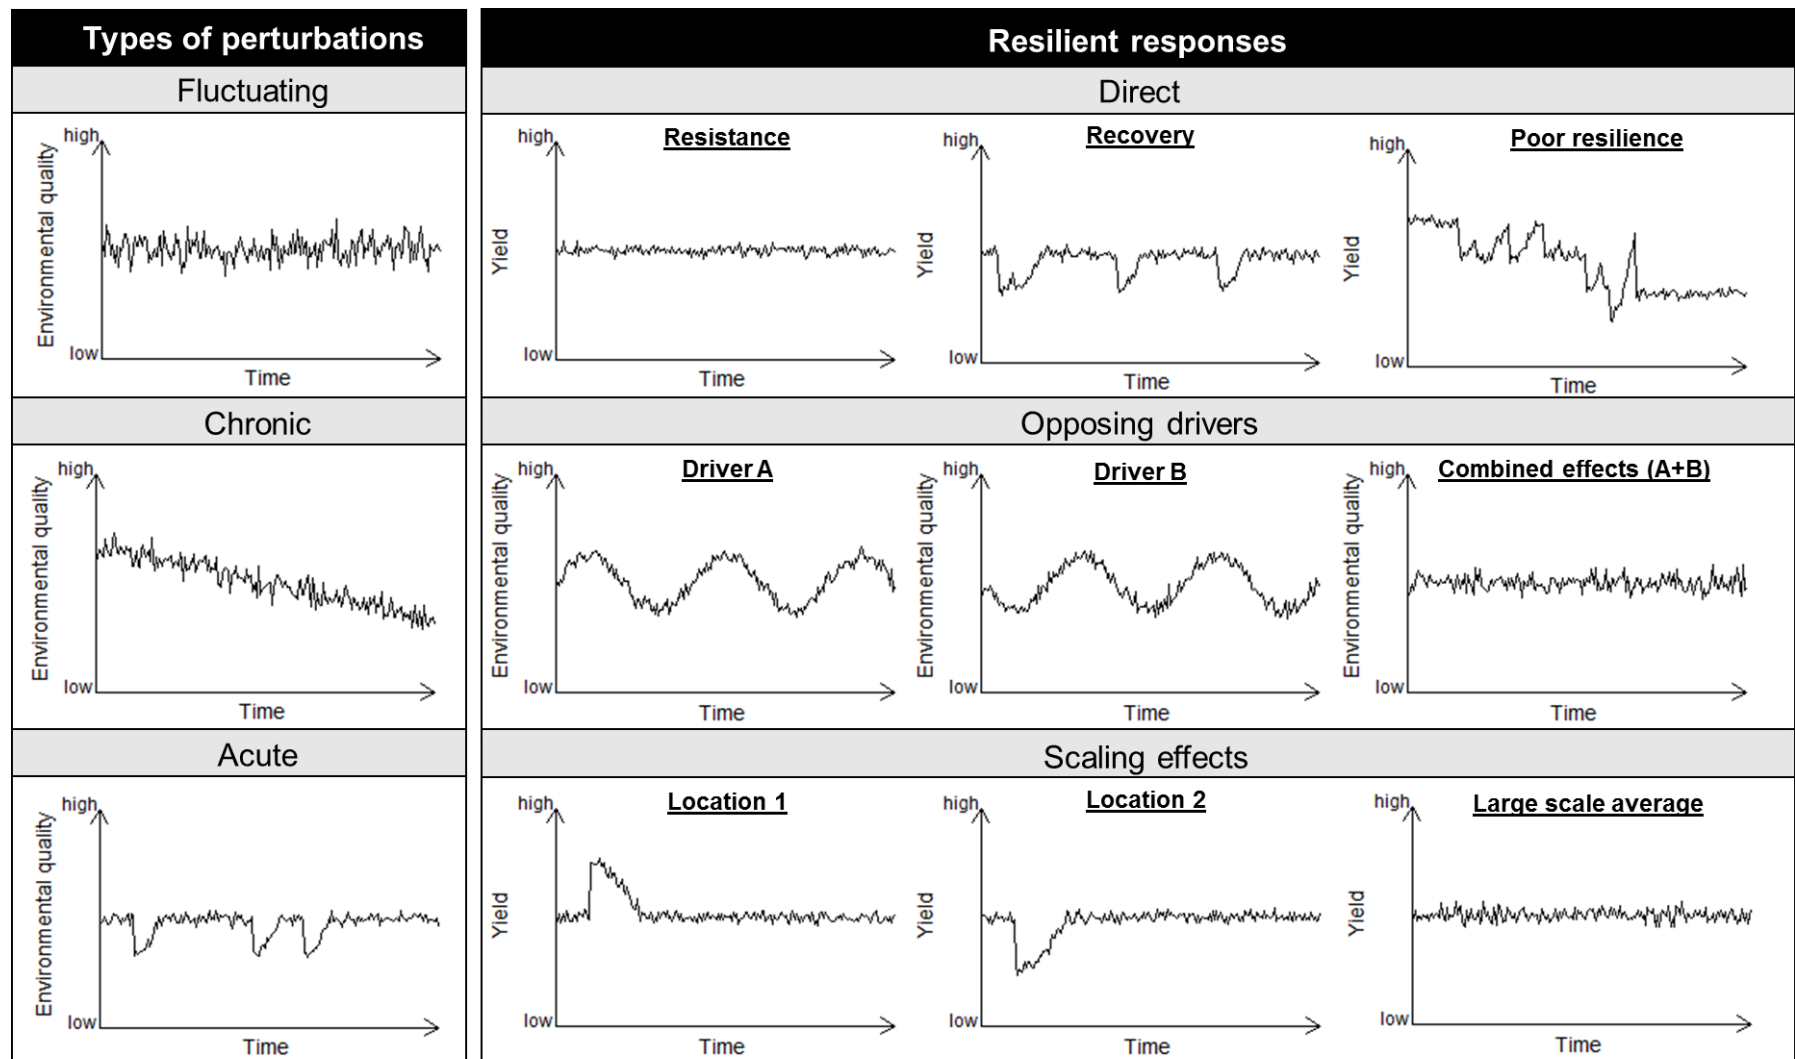 Types of perturbations
Resilient responses
Fluctuating
Direct
high
Environmental quality
low
Time
Resistance
high
Yield
low
Time
Recovery
high
Yield
low
Time
Poor resilience
high
Yield
low
Time
Chronic
Opposing drivers
high
Environmental quality
low
Time
Driver A
high
Environmental quality
low
Time
Driver B
high
Environmental quality
low
Time
Combined effects (A+B)
high
Environmental quality
low
Time
Acute
Scaling effects
high
Environmental quality
low
Time
Location 1
high
Yield
low
Time
Location 2
high
Yield
low
Time
Large scale average
high
Yield
low
Time